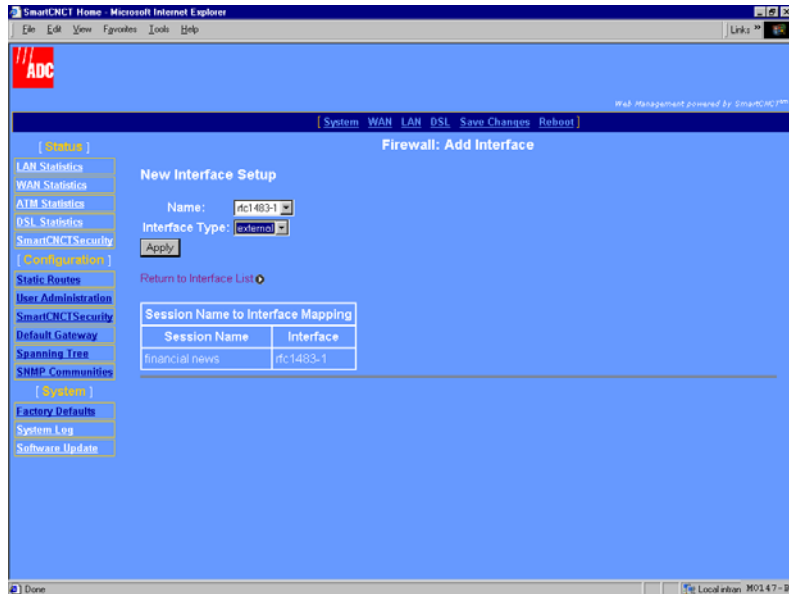 SmartCNCT Home - Microsoft Internet Explorer
File Edit View Favorites Tools Help
Links »
ADC
Web Management powered by SmartCNCT™
[ System WAN LAN DSL Save Changes Reboot ]
Firewall: Add Interface
[ Status ]
LAN Statistics
WAN Statistics
ATM Statistics
DSL Statistics
SmartCNCTSecurity
[ Configuration ]
Static Routes
User Administration
SmartCNCTSecurity
Default Gateway
Spanning Tree
SNMP Communities
[ System ]
Factory Defaults
System Log
Software Update
New Interface Setup
Name: rfc1483-1
Interface Type: external
Apply
Return to Interface List
Session Name to Interface Mapping
Session Name Interface
financial news rfc1483-1
Done
Local intran M0147-B